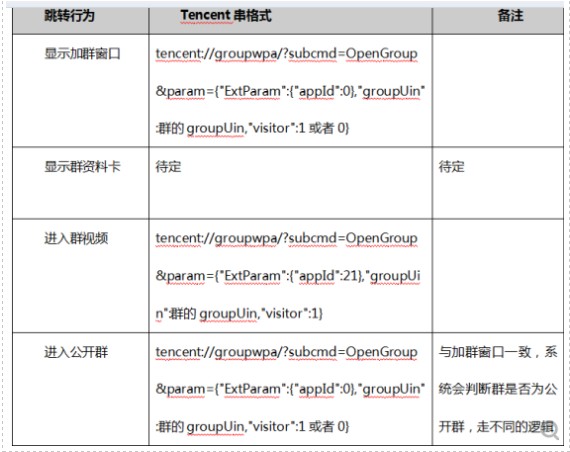 跳转行为 Tencent 串格式 备注
显示加群窗口 tencent://groupwpa/?subcmd=OpenGroup
&param={"ExtParam":{"appId":0},"groupUin"
:群的 groupUin,"visitor":1 或者 0}
显示群资料卡 待定 待定
进入群视频 tencent://groupwpa/?subcmd=OpenGroup
&param={"ExtParam":{"appId":21},"groupUi
n":群的 groupUin,"visitor":1}
进入公开群 tencent://groupwpa/?subcmd=OpenGroup 与加群窗口一致，系
&param={"ExtParam":{"appId":0},"groupUin" 统会判断群是否为公
:群的 groupUin,"visitor":1 或者 0} 开群，走不同的逻辑